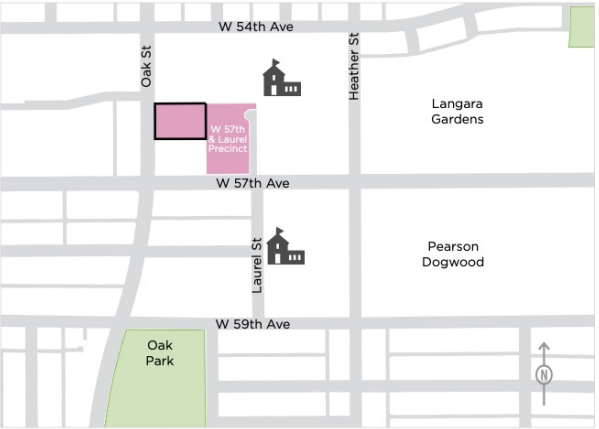 W 54th Ave
Oak St
Heather St
Langara
Gardens
W 57th
& Laurel
Precinct
W 57th Ave
Laurel St
Pearson
Dogwood
W 59th Ave
Oak
Park
N